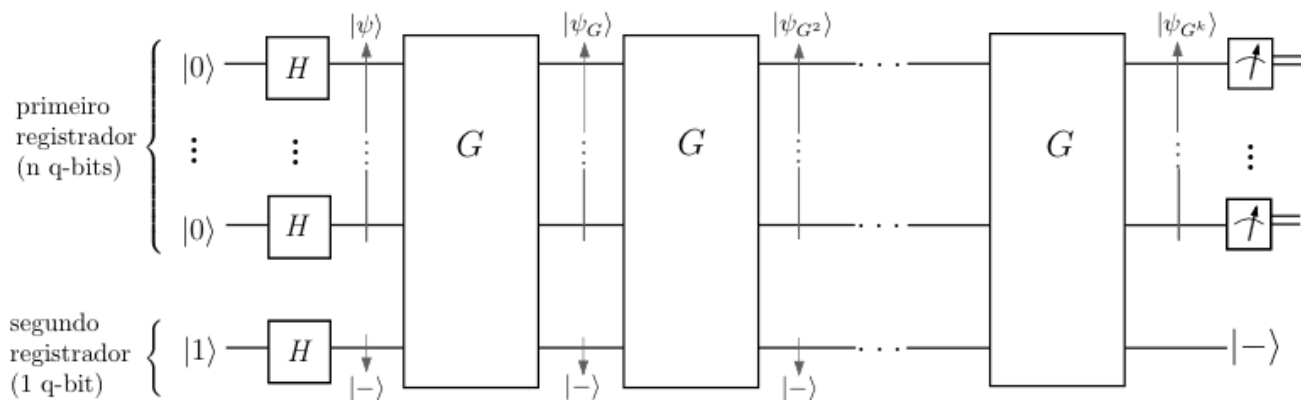 |ψ⟩ |ψ_G⟩ |ψ_{G²}⟩ |ψ_{G^k}⟩
|0⟩ H · · ·
primeiro
registrador
(n q-bits)
⋮ ⋮ ⋮ G ⋮ G ⋮ G ⋮ ⋮
|0⟩ H · · ·
segundo
registrador
(1 q-bit)
|1⟩ H · · · |−⟩
|−⟩ |−⟩ |−⟩